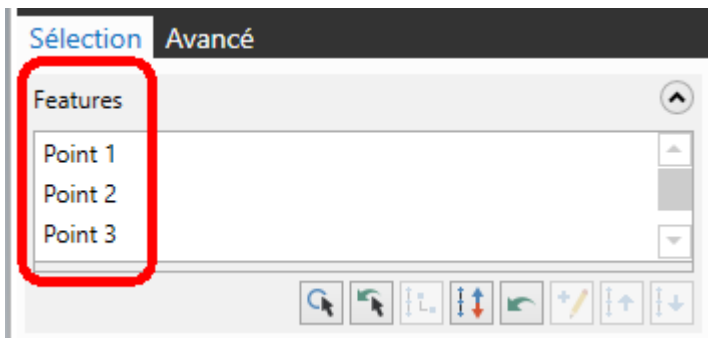 Sélection Avancé
Features
Point 1
Point 2
Point 3